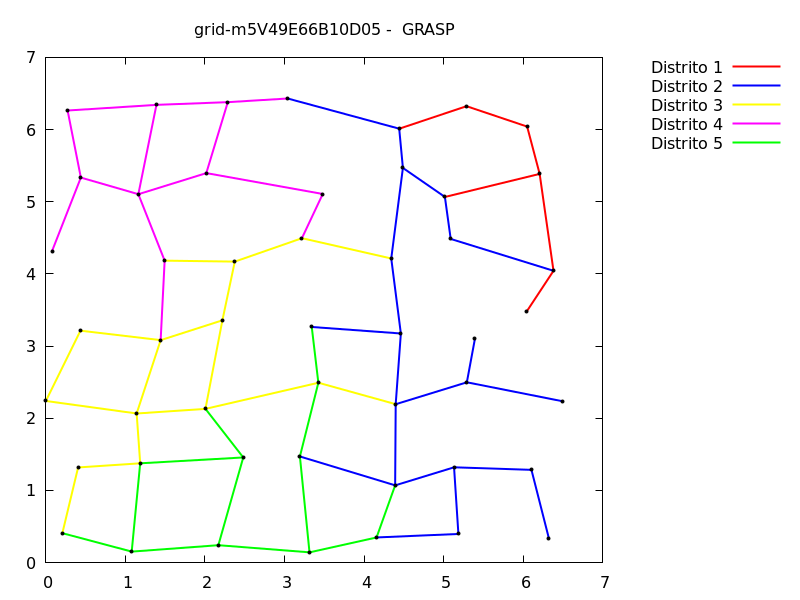 grid-m5V49E66B10D05 - GRASP
Distrito 1
Distrito 2
Distrito 3
Distrito 4
Distrito 5
7
6
5
4
3
2
1
0
0 1 2 3 4 5 6 7